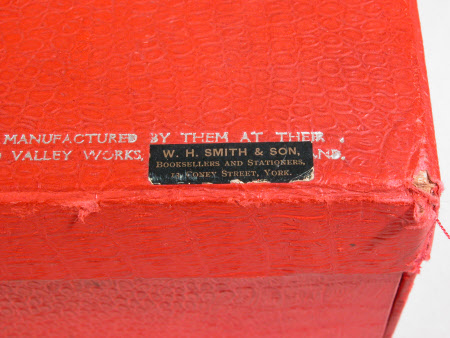 MANUFACTURED BY THEM AT THEIR
VALLEY WORKS,
W. H. SMITH & SON,
BOOKSELLERS AND STATIONERS,
CONEY STREET, YORK.